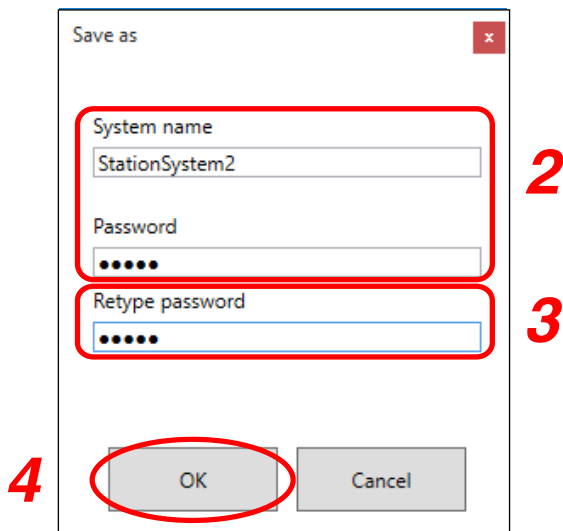 Save as
x
System name
StationSystem2
2
Password
●●●●●
Retype password
●●●●●
3
4
OK
Cancel